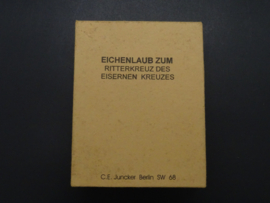 EICHENLAUB ZUM
RITTERKREUZ DES
EISERNEN KREUZES
C.E. Juncker Berlin SW 68